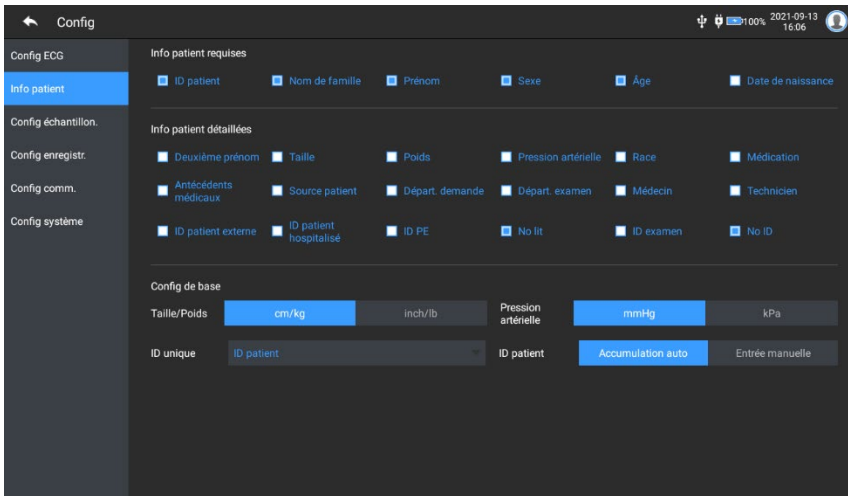 Config
100%
2021-09-13
16:06
Config ECG
Info patient
Config échantillon.
Config enregistr.
Config comm.
Config système
Info patient requises
ID patient
Nom de famille
Prénom
Sexe
Âge
Date de naissance
Info patient détaillées
Deuxième prénom
Taille
Poids
Pression artérielle
Race
Médication
Antécédents
médicaux
Source patient
Départ. demande
Départ. examen
Médecin
Technicien
ID patient externe
ID patient
hospitalisé
ID PE
No lit
ID examen
No ID
Config de base
Taille/Poids
cm/kg
inch/lb
Pression
artérielle
mmHg
kPa
ID unique
ID patient
ID patient
Accumulation auto
Entrée manuelle